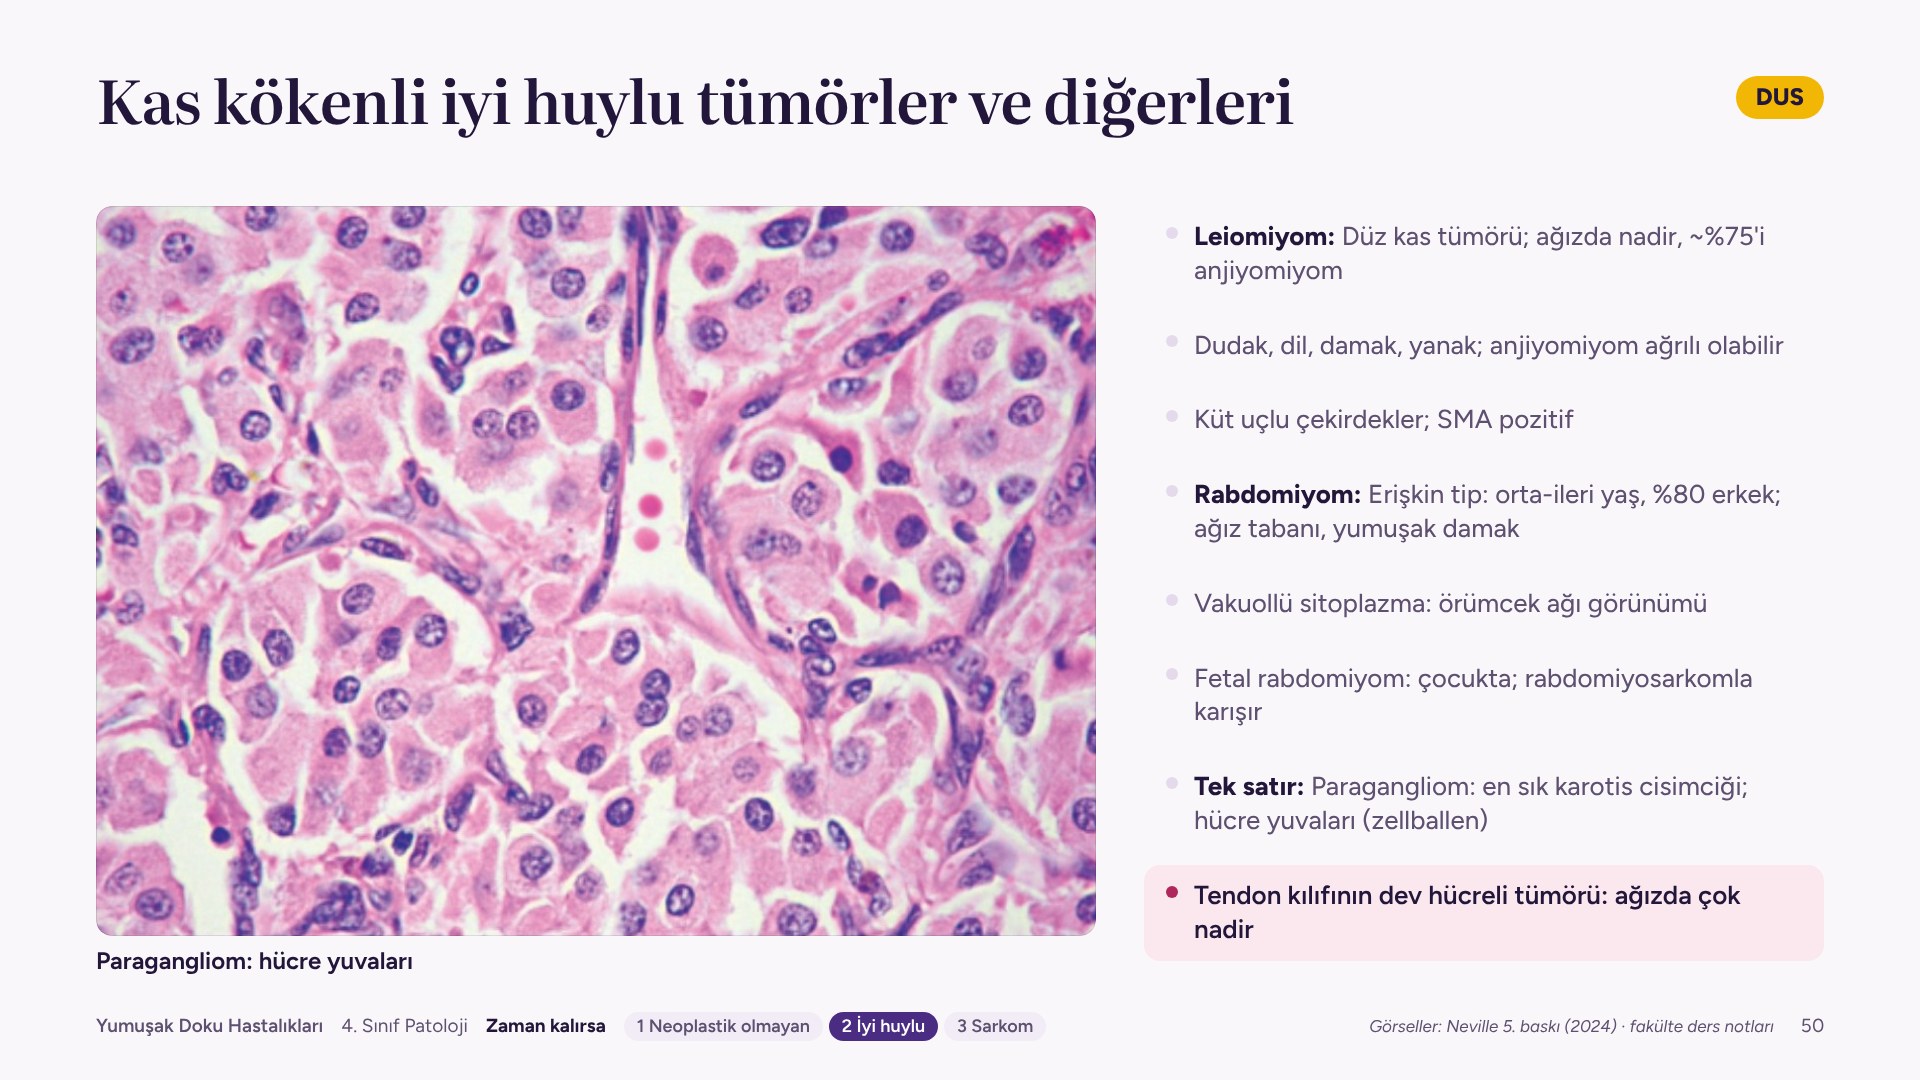 Kas kökenli iyi huylu tümörler ve diğerleri
DUS
Leiomiyom: Düz kas tümörü; ağızda nadir, ~%75'i
anjiyomiyom
Dudak, dil, damak, yanak; anjiyomiyom ağrılı olabilir
Küt uçlu çekirdekler; SMA pozitif
Rabdomiyom: Erişkin tip: orta-ileri yaş, %80 erkek;
ağız tabanı, yumuşak damak
Vakuollü sitoplazma: örümcek ağı görünümü
Fetal rabdomiyom: çocukta; rabdomiyosarkomla
karışır
Tek satır: Paragangliom: en sık karotis cisimciği;
hücre yuvaları (zellballen)
Tendon kılıfının dev hücreli tümörü: ağızda çok
nadir
Paragangliom: hücre yuvaları
Yumuşak Doku Hastalıkları 4. Sınıf Patoloji Zaman kalırsa 1 Neoplastik olmayan 2 İyi huylu 3 Sarkom
Görseller: Neville 5. baskı (2024) · fakülte ders notları 50